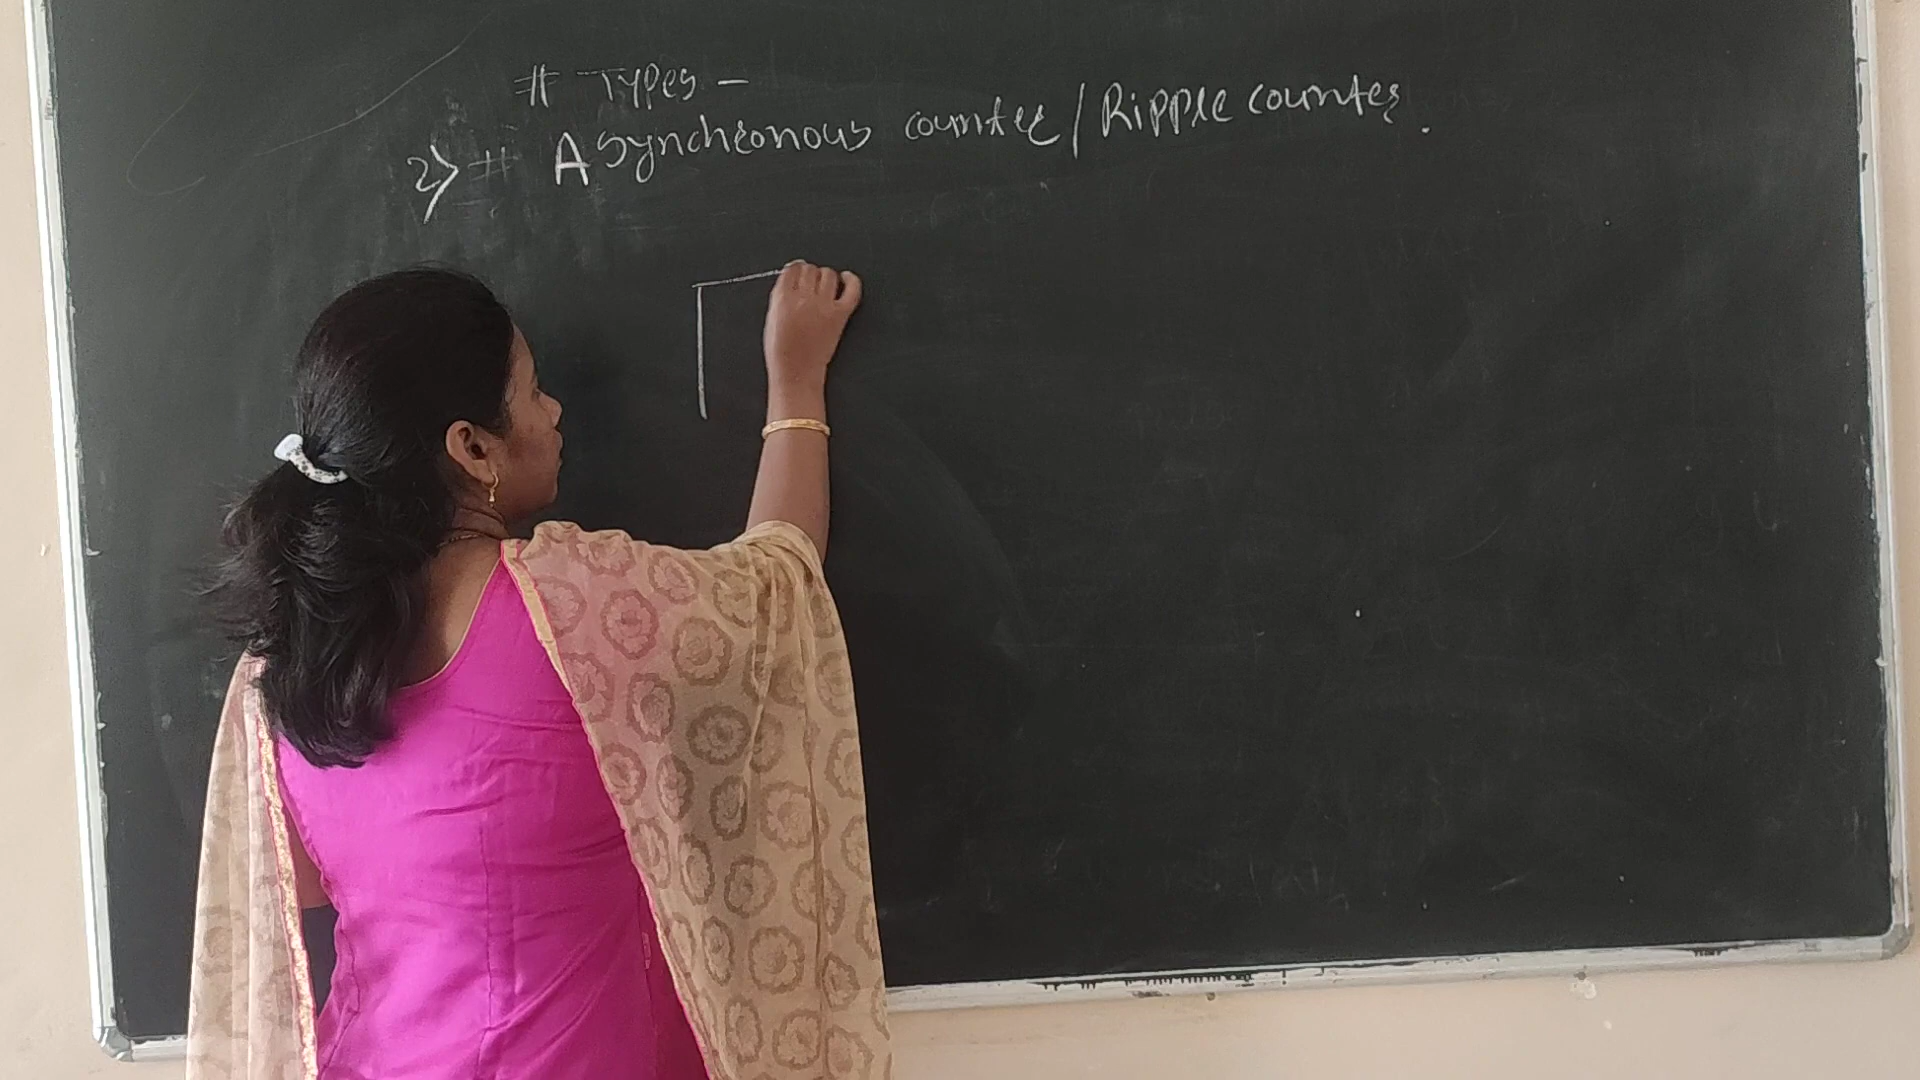 # Types -
2) # Asynchronous counter / Ripple counter.